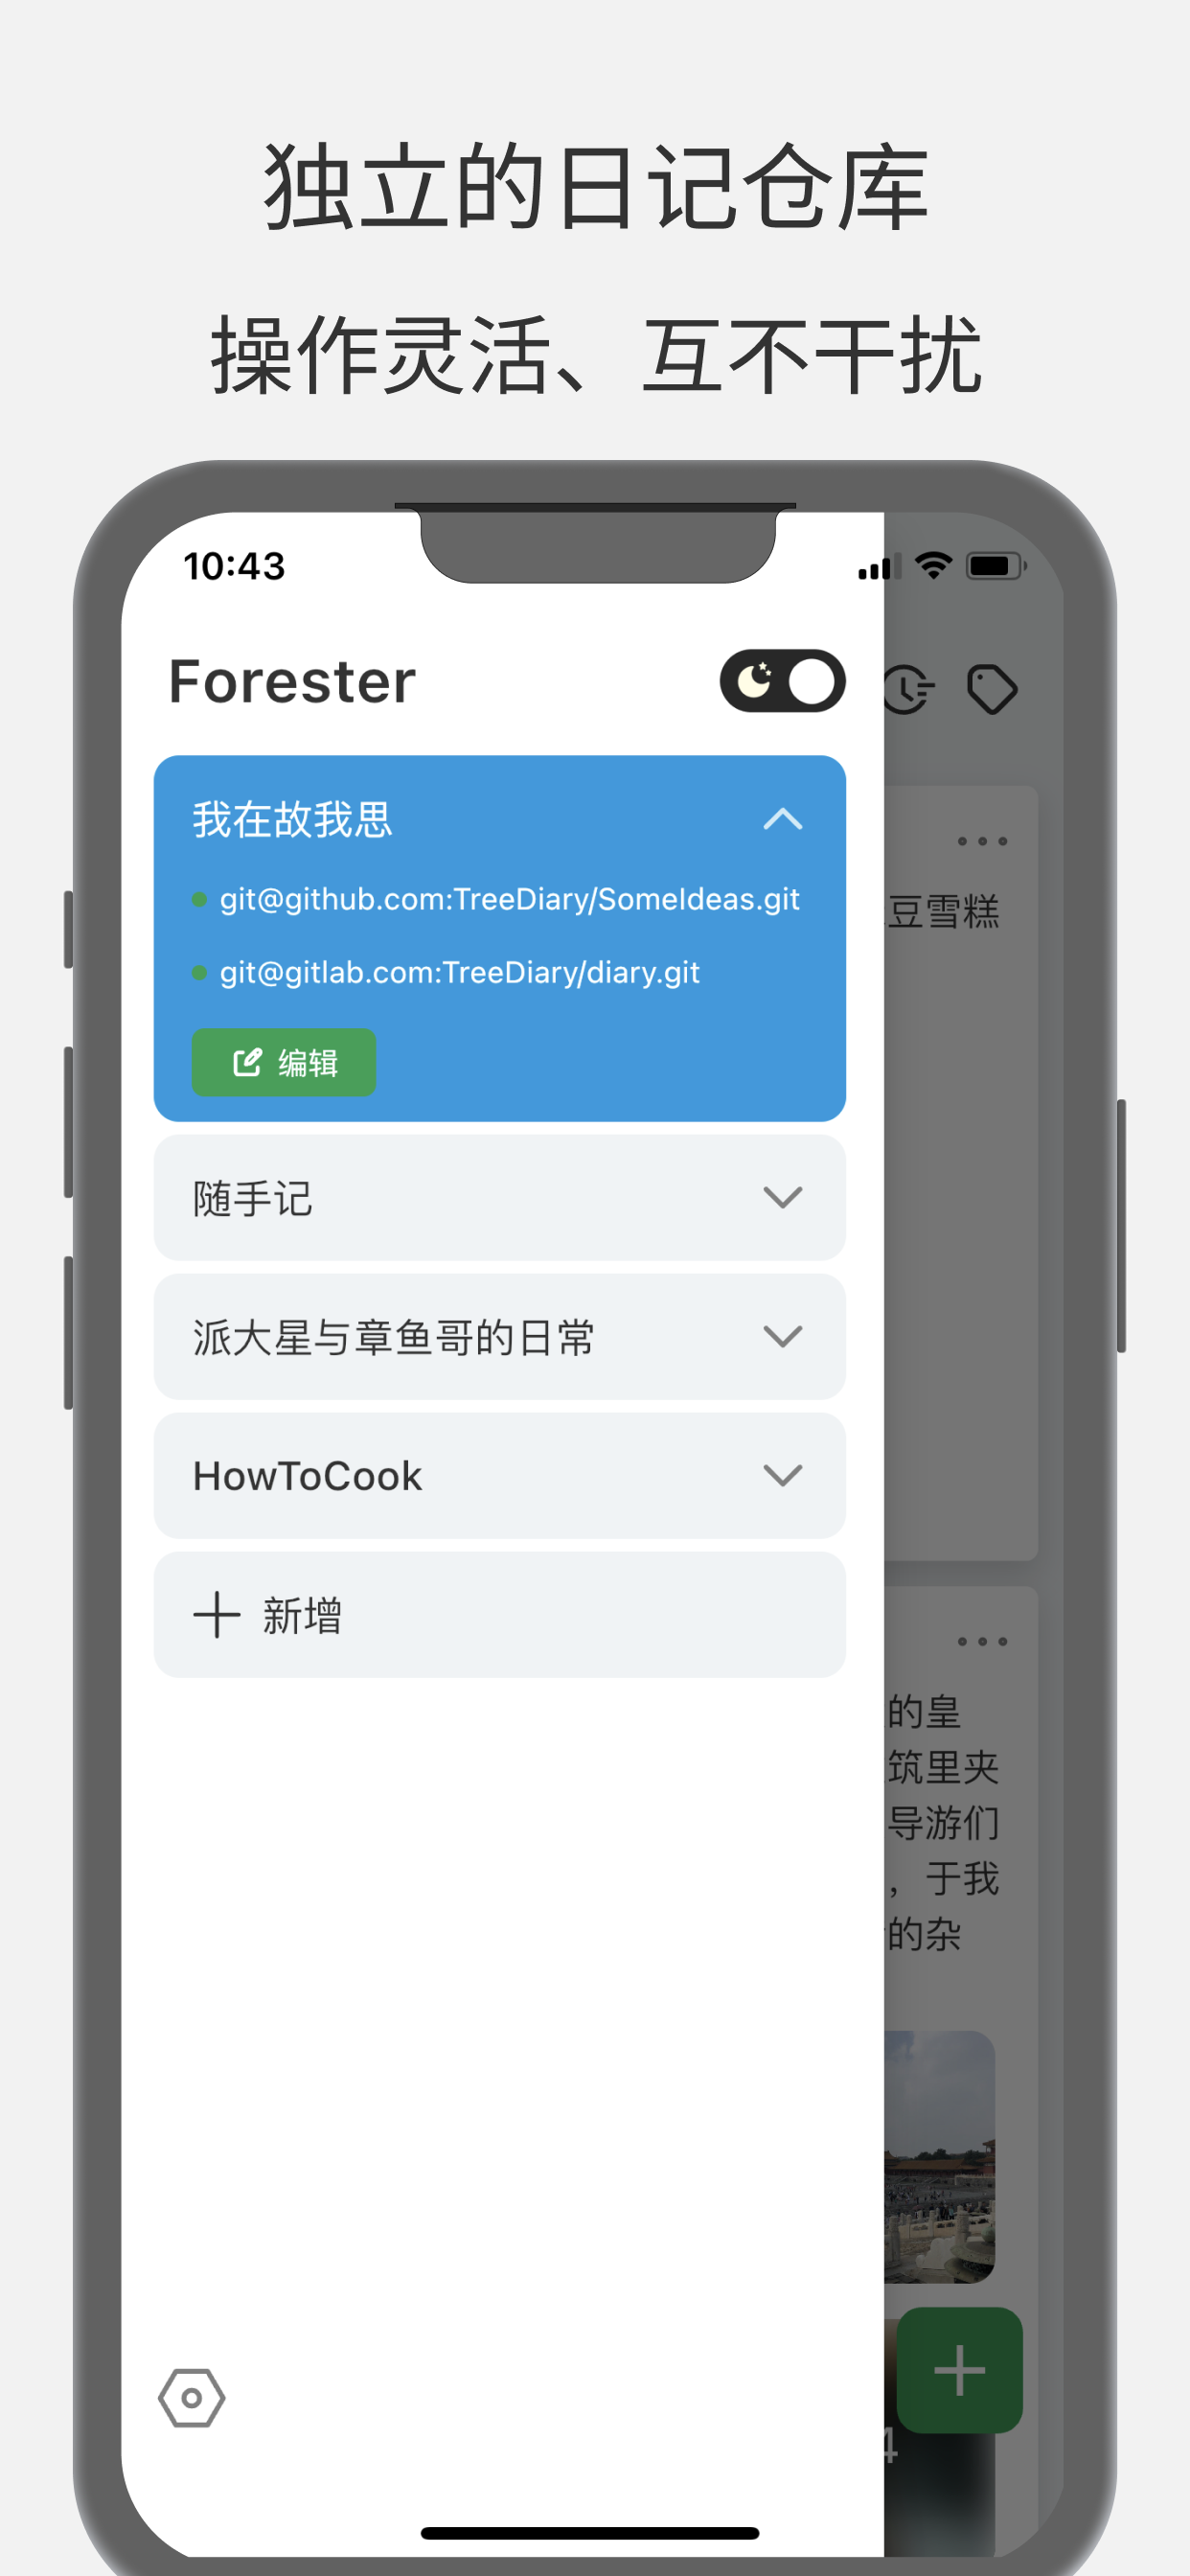 独立的日记仓库
操作灵活、互不干扰
10:43
Forester
我在故我思
git@github.com:TreeDiary/SomeIdeas.git
git@gitlab.com:TreeDiary/diary.git
编辑
随手记
派大星与章鱼哥的日常
HowToCook
新增
豆雪糕
的皇
筑里夹
导游们
，于我
的杂
4